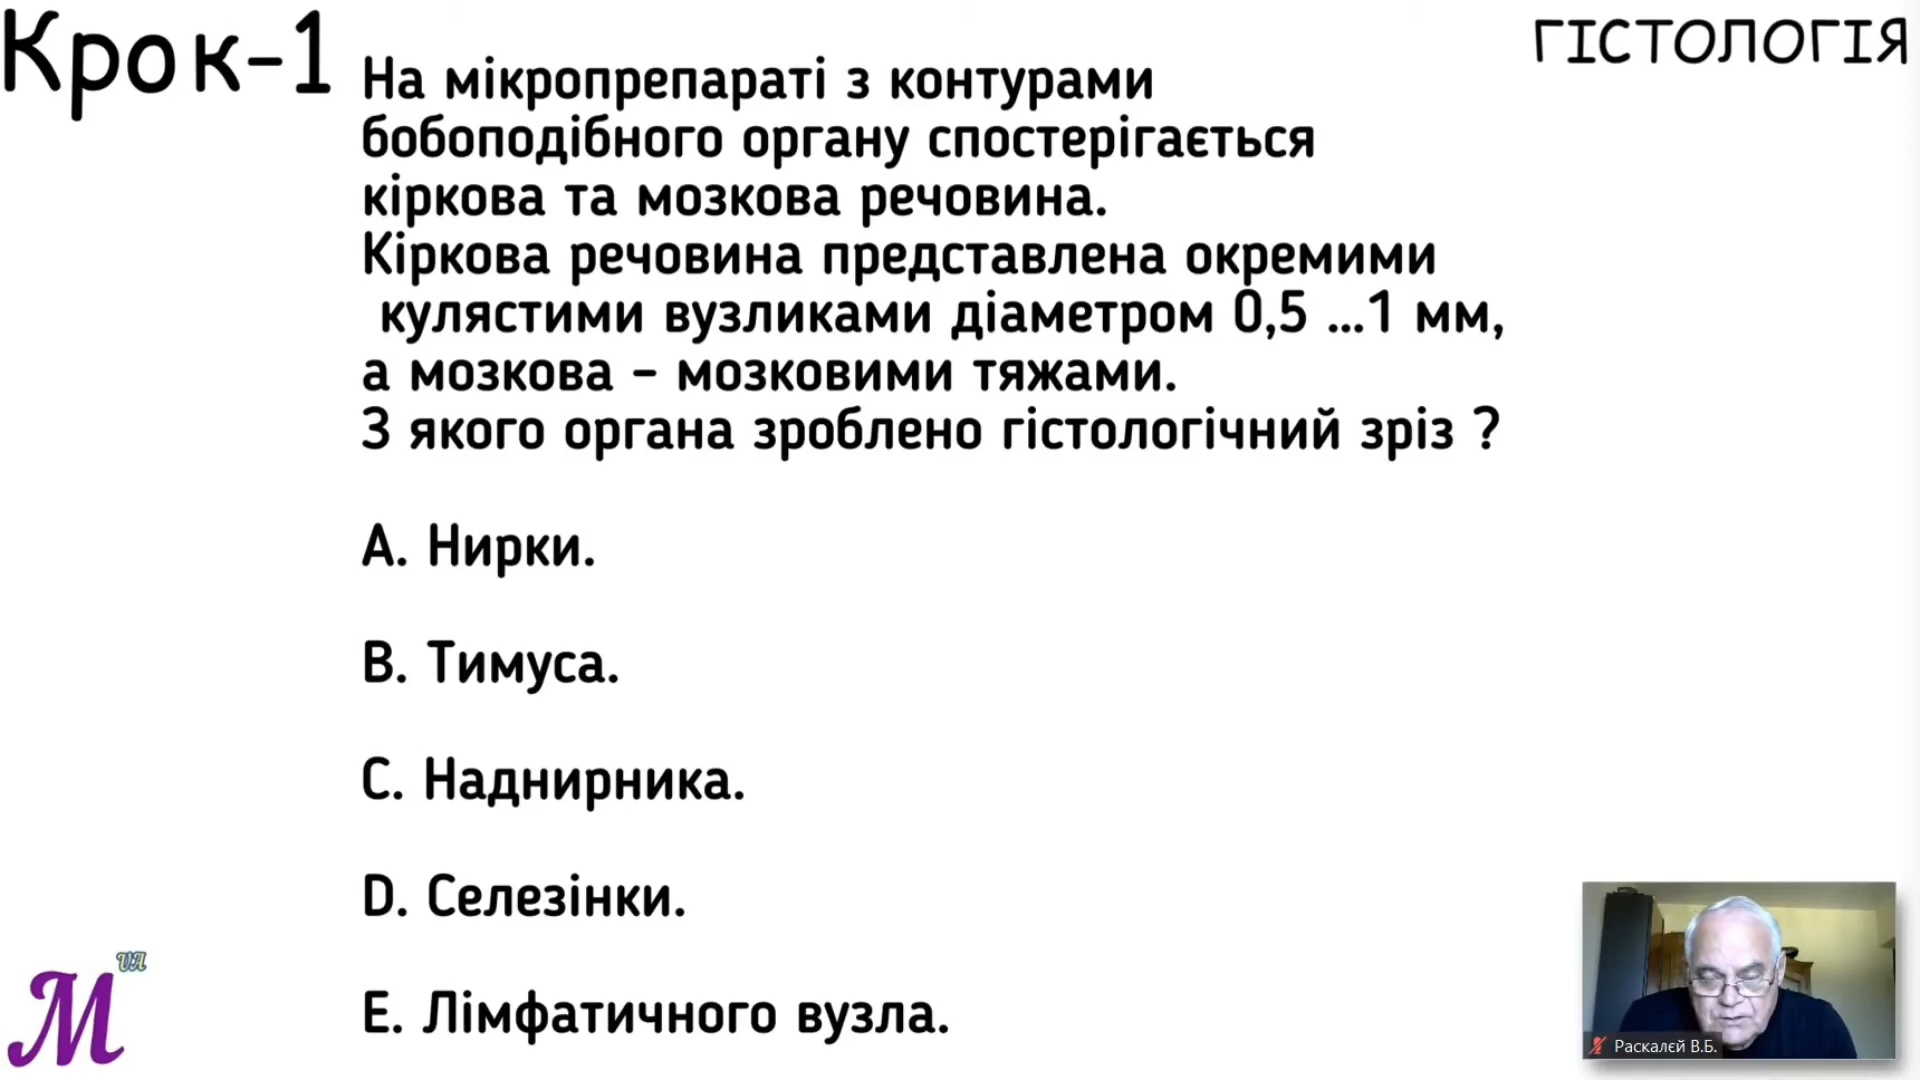 Крок-1
ГІСТОЛОГІЯ
На мікропрепараті з контурами
бобоподібного органу спостерігається
кіркова та мозкова речовина.
Кіркова речовина представлена окремими
кулястими вузликами діаметром 0,5 ...1 мм,
а мозкова – мозковими тяжами.
З якого органа зроблено гістологічний зріз ?
A. Нирки.
B. Тимуса.
C. Наднирника.
D. Селезінки.
E. Лімфатичного вузла.
M UA
Раскалєй В.Б.